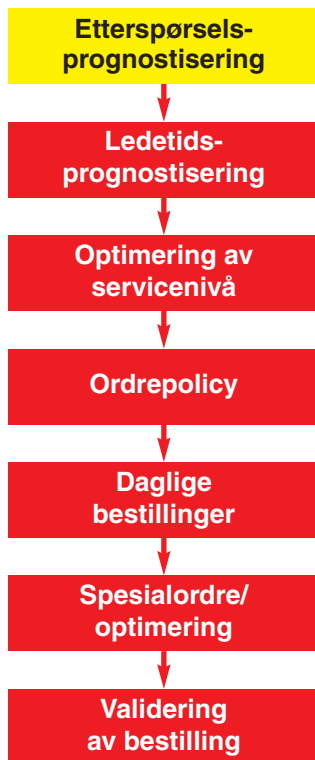 Etterspørsels-
prognostisering
Ledetids-
prognostisering
Optimering av
servicenivå
Ordrepolicy
Daglige
bestillinger
Spesialordre/
optimering
Validering
av bestilling